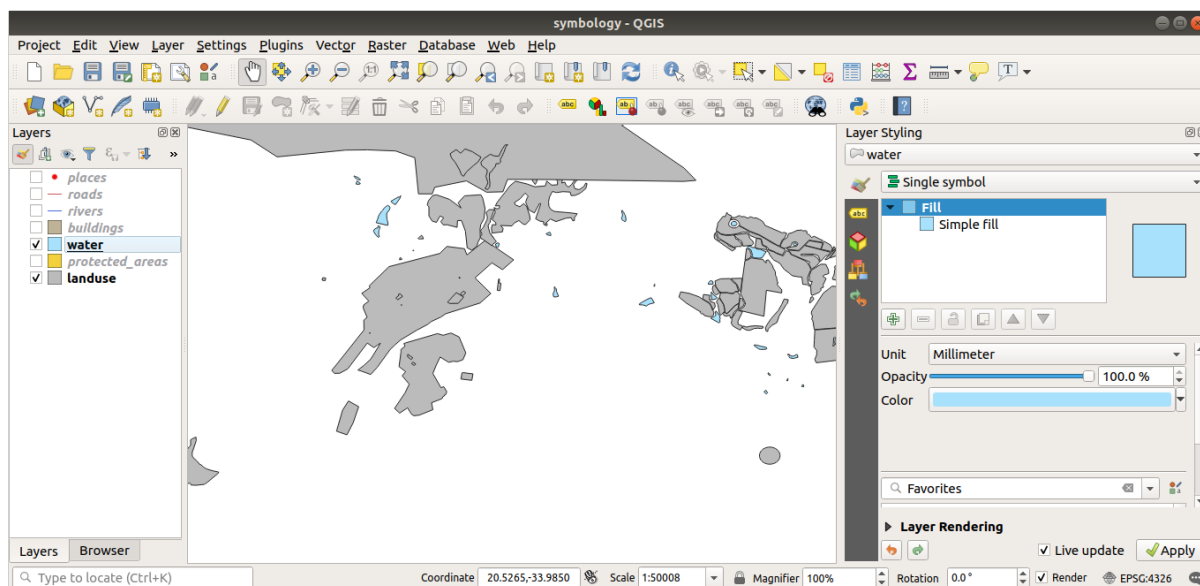 symbology - QGIS
Project Edit View Layer Settings Plugins Vector Raster Database Web Help
Layers
places
roads
rivers
buildings
water
protected_areas
landuse
Layers Browser
Layer Styling
water
Single symbol
Fill
Simple fill
Unit Millimeter
Opacity 100.0 %
Color
Favorites
Layer Rendering
Live update Apply
Type to locate (Ctrl+K) Coordinate 20.5265,-33.9850 Scale 1:50008 Magnifier 100% Rotation 0.0° Render EPSG:4326